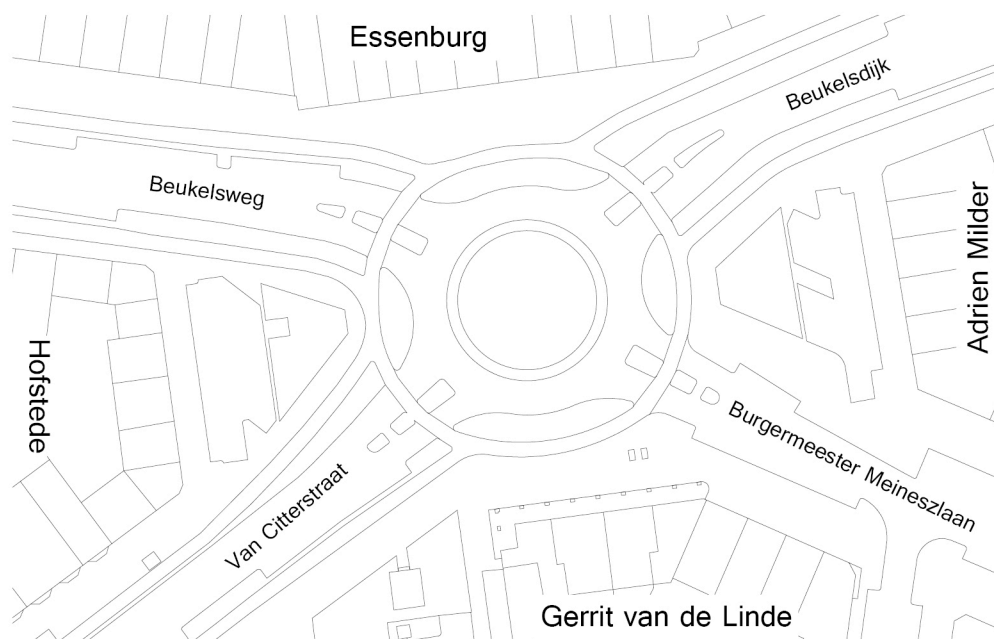 Essenburg
Beukelsdijk
Beukelsweg
Adrien Milder
Hofstede
Burgermeester Meineszlaan
Van Citterstraat
Gerrit van de Linde